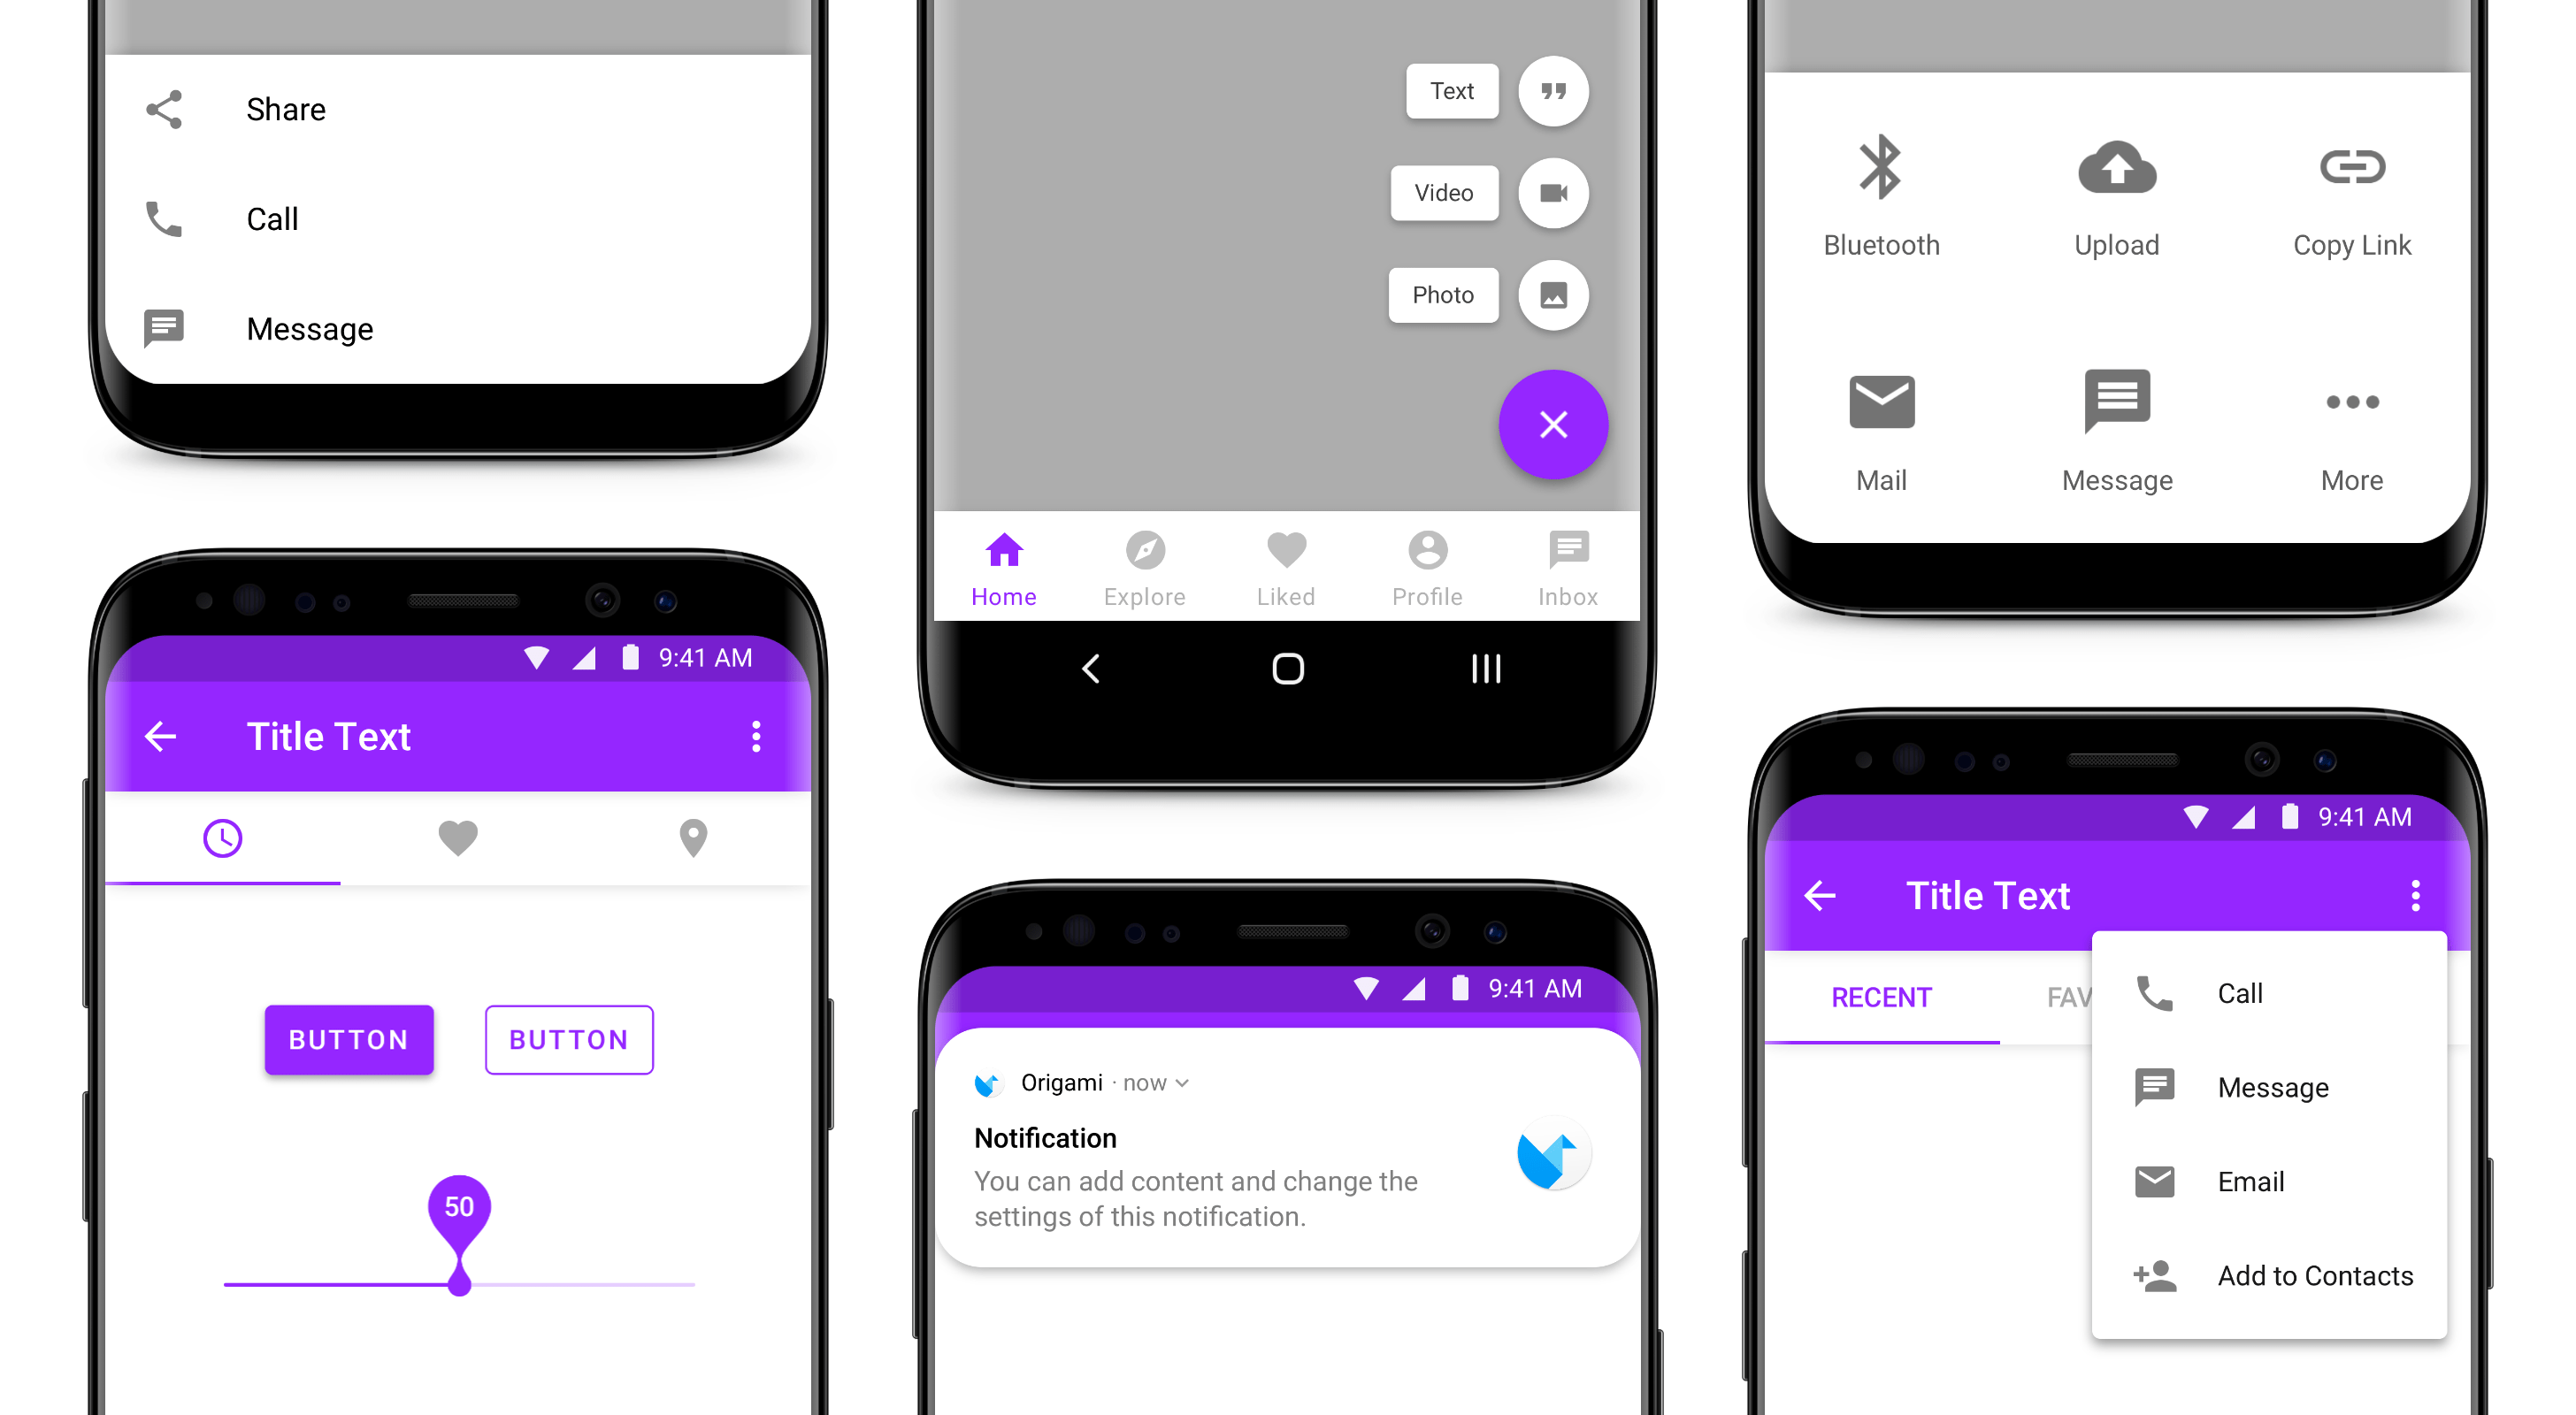 Share
Call
Message
9:41 AM
Title Text
BUTTON BUTTON
50
Text
Video
Photo
Home Explore Liked Profile Inbox
9:41 AM
Origami · now
Notification
You can add content and change the
settings of this notification.
Bluetooth Upload Copy Link
Mail Message More
9:41 AM
Title Text
RECENT FAV
Call
Message
Email
Add to Contacts